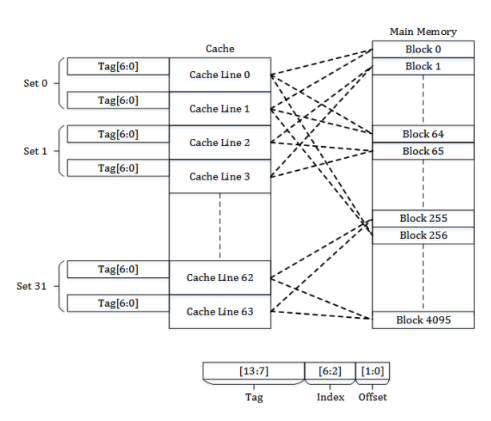 Main Memory
Cache
Block 0
Tag[6:0]
Block 1
Cache Line 0
Set 0
Tag[6:0]
Cache Line 1
Tag[6:0]
Block 64
Cache Line 2
Set 1
Block 65
Tag[6:0]
Cache Line 3
Block 255
Block 256
Tag[6:0]
Cache Line 62
Set 31
Tag[6:0]
Cache Line 63
Block 4095
[13:7] [6:2] [1:0]
Tag Index Offset